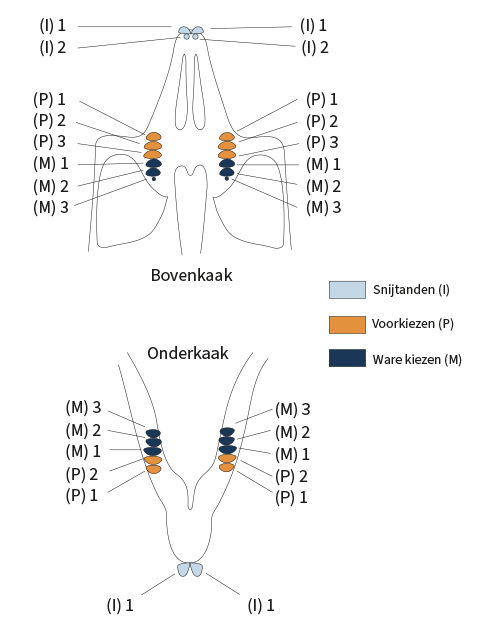 (I) 1 (I) 1
(I) 2 (I) 2
(P) 1 (P) 1
(P) 2 (P) 2
(P) 3 (P) 3
(M) 1 (M) 1
(M) 2 (M) 2
(M) 3 (M) 3
Bovenkaak
Snijtanden (I)
Voorkiezen (P)
Ware kiezen (M)
Onderkaak
(M) 3 (M) 3
(M) 2 (M) 2
(M) 1 (M) 1
(P) 2 (P) 2
(P) 1 (P) 1
(I) 1 (I) 1